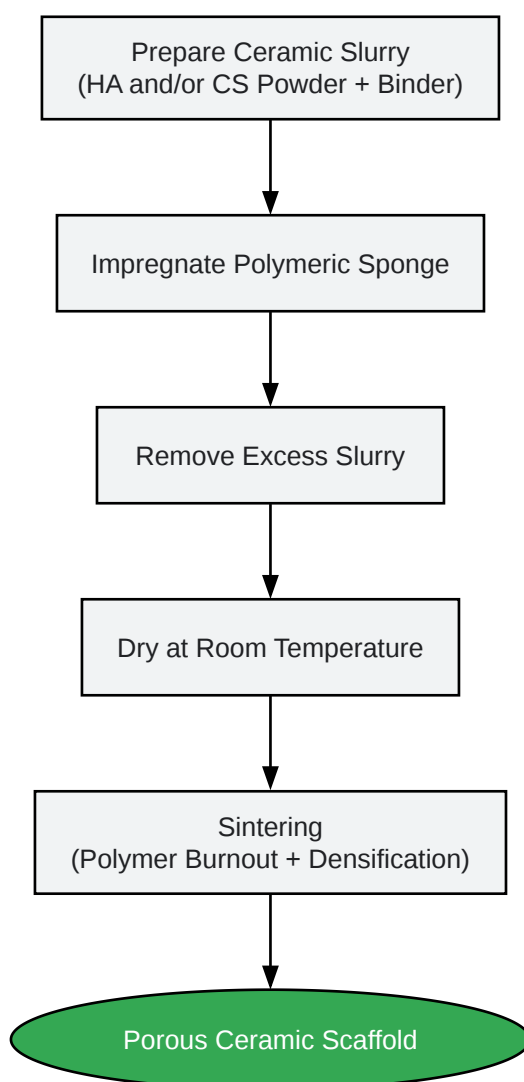 Prepare Ceramic Slurry
(HA and/or CS Powder + Binder)
Impregnate Polymeric Sponge
Remove Excess Slurry
Dry at Room Temperature
Sintering
(Polymer Burnout + Densification)
Porous Ceramic Scaffold